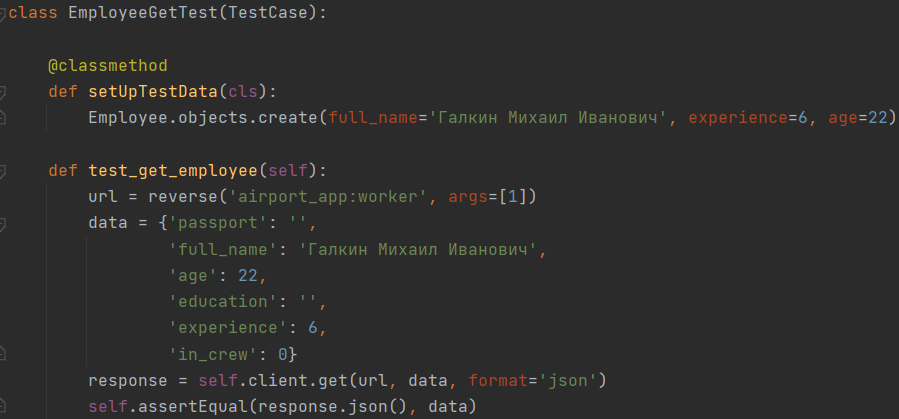 class EmployeeGetTest(TestCase):
@classmethod
def setUpTestData(cls):
Employee.objects.create(full_name='Галкин Михаил Иванович', experience=6, age=22)
def test_get_employee(self):
url = reverse('airport_app:worker', args=[1])
data = {'passport': '',
'full_name': 'Галкин Михаил Иванович',
'age': 22,
'education': '',
'experience': 6,
'in_crew': 0}
response = self.client.get(url, data, format='json')
self.assertEqual(response.json(), data)